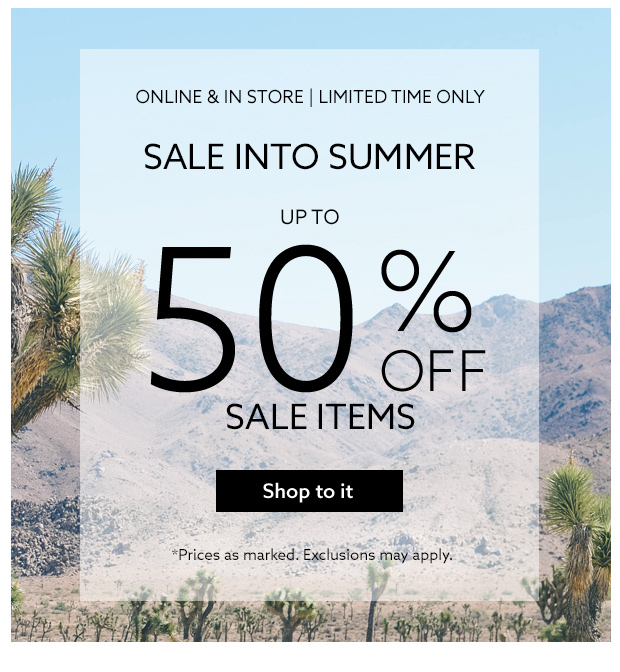 ONLINE & IN STORE | LIMITED TIME ONLY
SALE INTO SUMMER
UP TO
50% OFF
SALE ITEMS
Shop to it
*Prices as marked. Exclusions may apply.